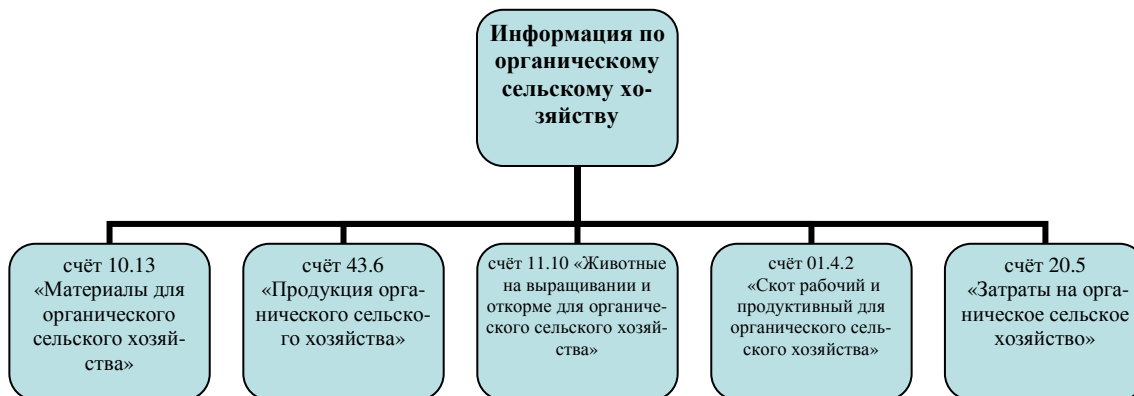 Информация по
органическому
сельскому хо-
зяйству
счёт 10.13
«Материалы для
органического
сельского хозяй-
ства»
счёт 43.6
«Продукция орга-
нического сельско-
го хозяйства»
счёт 11.10 «Животные
на выращивании и
откорме для органиче-
ского сельского хозяй-
ства»
счёт 01.4.2
«Скот рабочий и
продуктивный для
органического сель-
ского хозяйства»
счёт 20.5
«Затраты на орга-
ническое сельское
хозяйство»